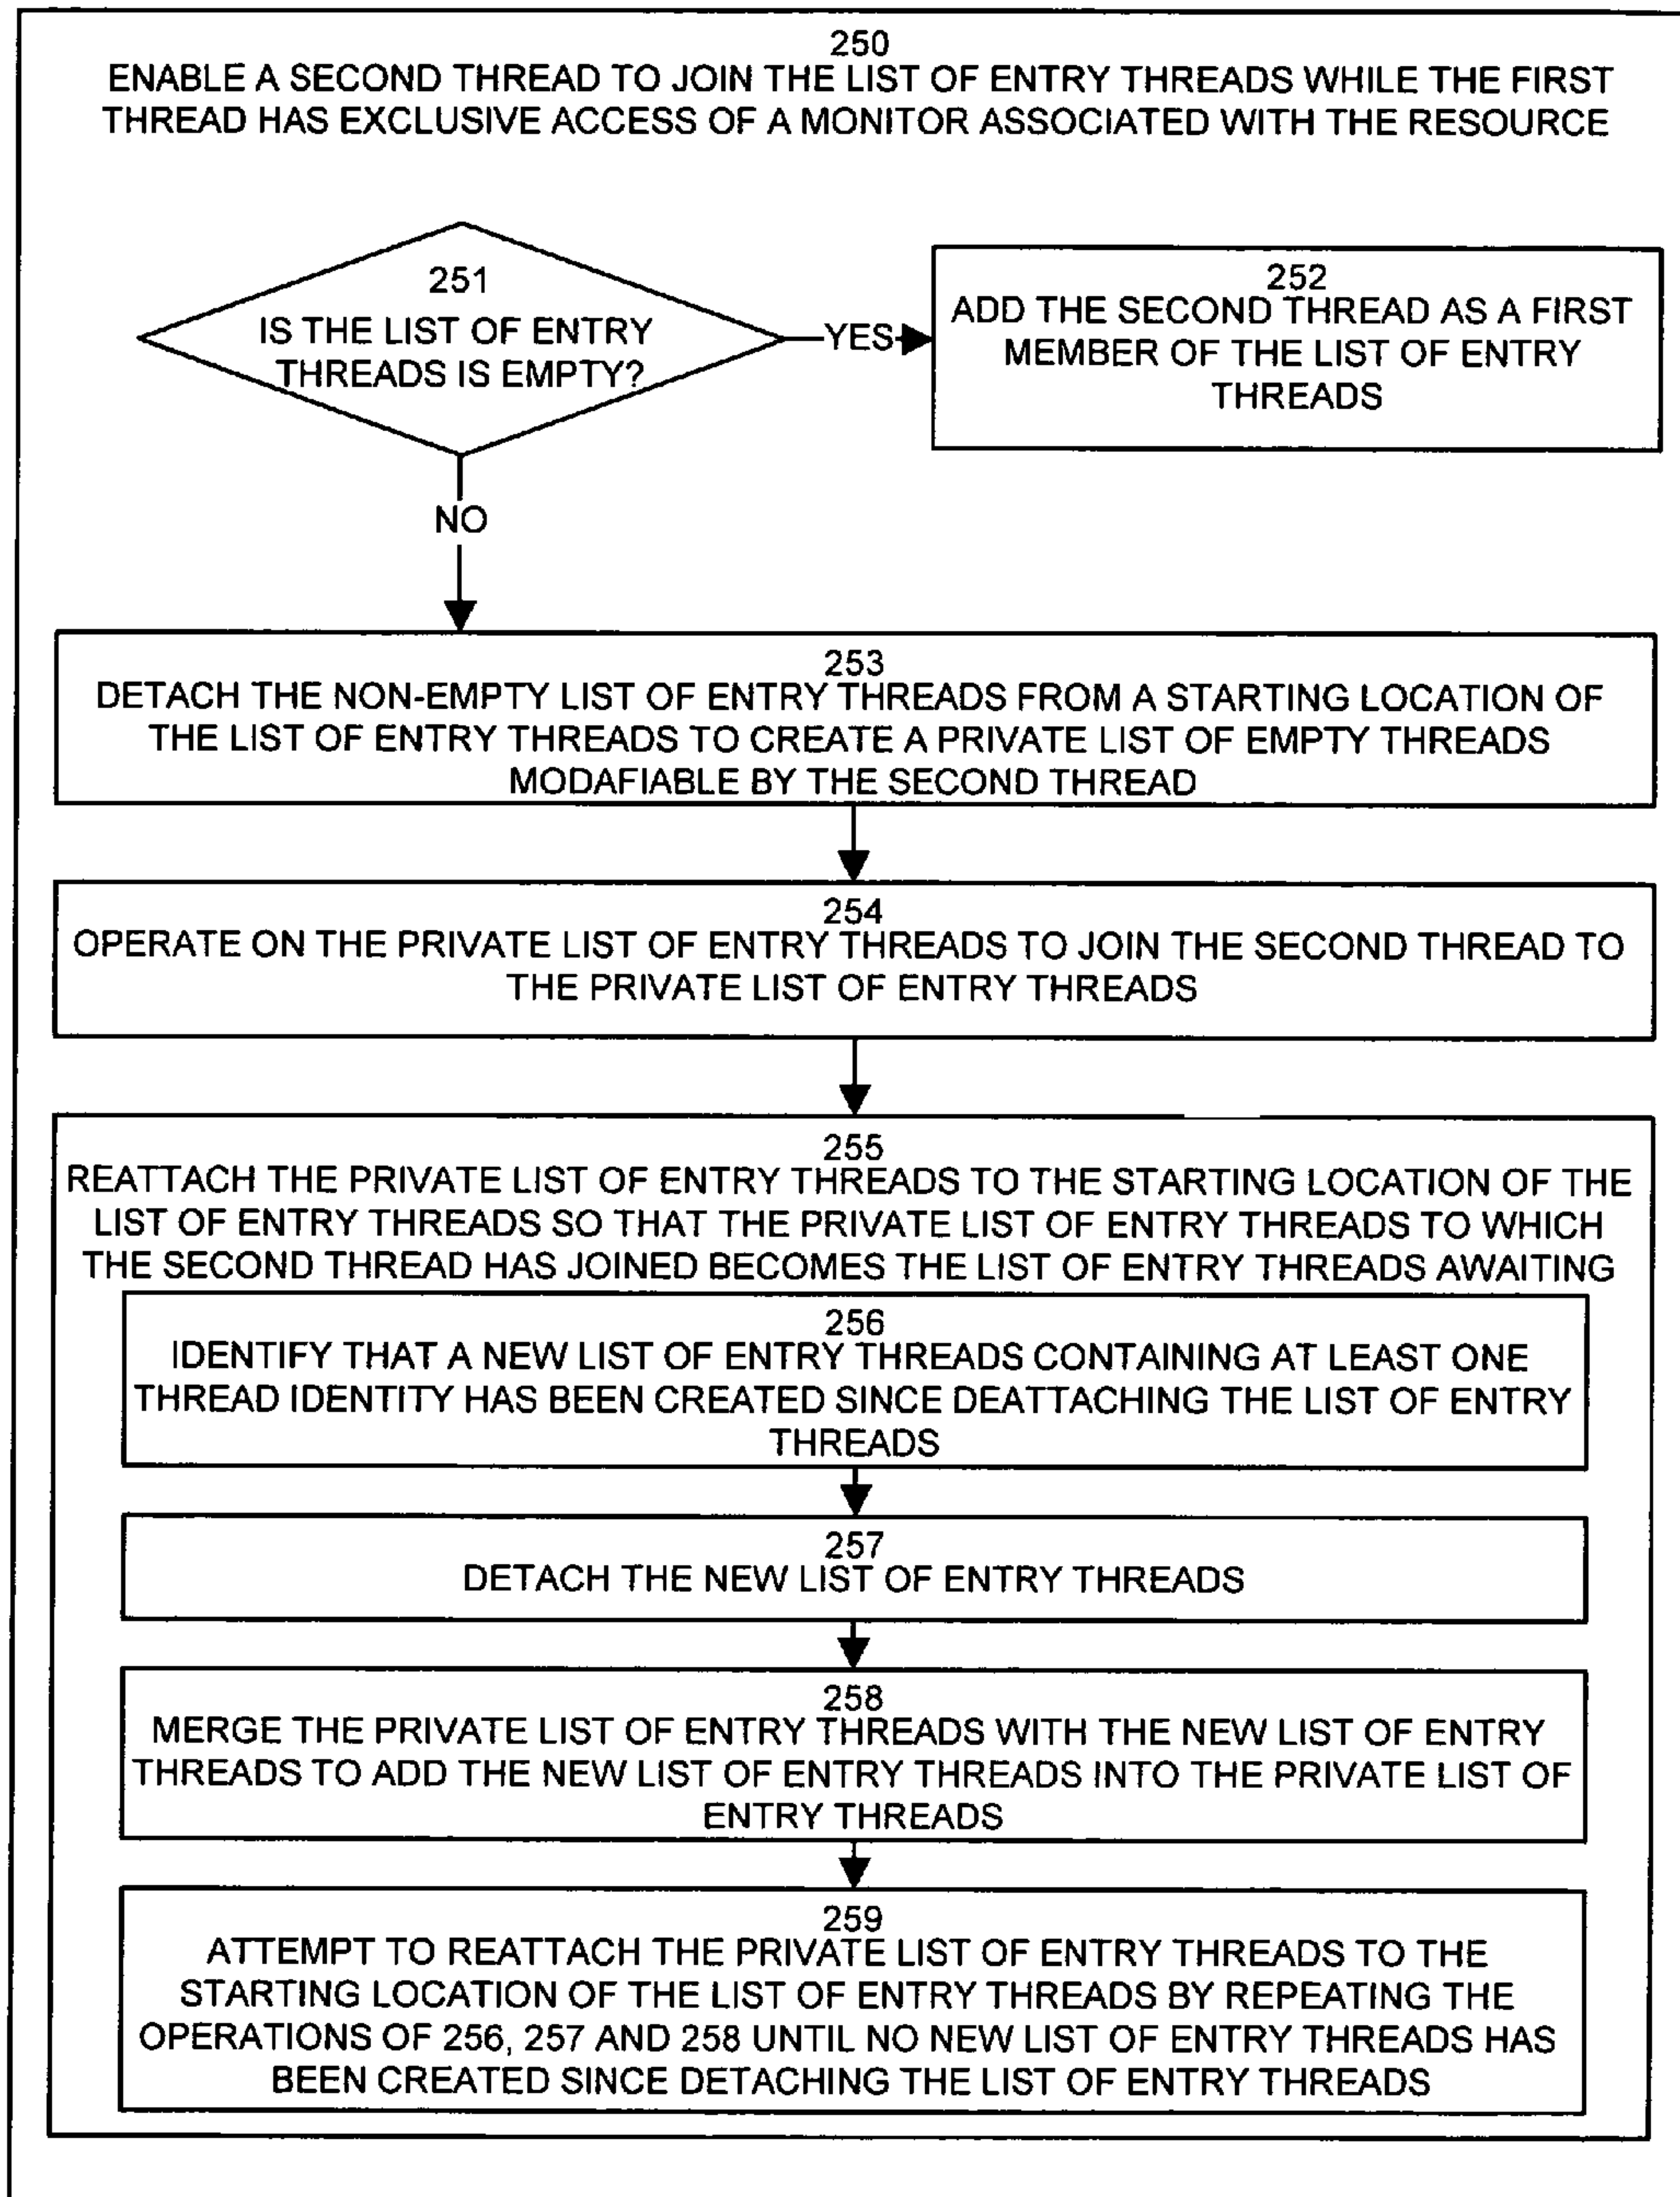 250
ENABLE A SECOND THREAD TO JOIN THE LIST OF ENTRY THREADS WHILE THE FIRST
THREAD HAS EXCLUSIVE ACCESS OF A MONITOR ASSOCIATED WITH THE RESOURCE
251
IS THE LIST OF ENTRY
THREADS IS EMPTY?
YES
252
ADD THE SECOND THREAD AS A FIRST
MEMBER OF THE LIST OF ENTRY
THREADS
NO
253
DETACH THE NON-EMPTY LIST OF ENTRY THREADS FROM A STARTING LOCATION OF
THE LIST OF ENTRY THREADS TO CREATE A PRIVATE LIST OF EMPTY THREADS
MODAFIABLE BY THE SECOND THREAD
254
OPERATE ON THE PRIVATE LIST OF ENTRY THREADS TO JOIN THE SECOND THREAD TO
THE PRIVATE LIST OF ENTRY THREADS
255
REATTACH THE PRIVATE LIST OF ENTRY THREADS TO THE STARTING LOCATION OF THE
LIST OF ENTRY THREADS SO THAT THE PRIVATE LIST OF ENTRY THREADS TO WHICH
THE SECOND THREAD HAS JOINED BECOMES THE LIST OF ENTRY THREADS AWAITING
256
IDENTIFY THAT A NEW LIST OF ENTRY THREADS CONTAINING AT LEAST ONE
THREAD IDENTITY HAS BEEN CREATED SINCE DEATTACHING THE LIST OF ENTRY
THREADS
257
DETACH THE NEW LIST OF ENTRY THREADS
258
MERGE THE PRIVATE LIST OF ENTRY THREADS WITH THE NEW LIST OF ENTRY
THREADS TO ADD THE NEW LIST OF ENTRY THREADS INTO THE PRIVATE LIST OF
ENTRY THREADS
259
ATTEMPT TO REATTACH THE PRIVATE LIST OF ENTRY THREADS TO THE
STARTING LOCATION OF THE LIST OF ENTRY THREADS BY REPEATING THE
OPERATIONS OF 256, 257 AND 258 UNTIL NO NEW LIST OF ENTRY THREADS HAS
BEEN CREATED SINCE DETACHING THE LIST OF ENTRY THREADS